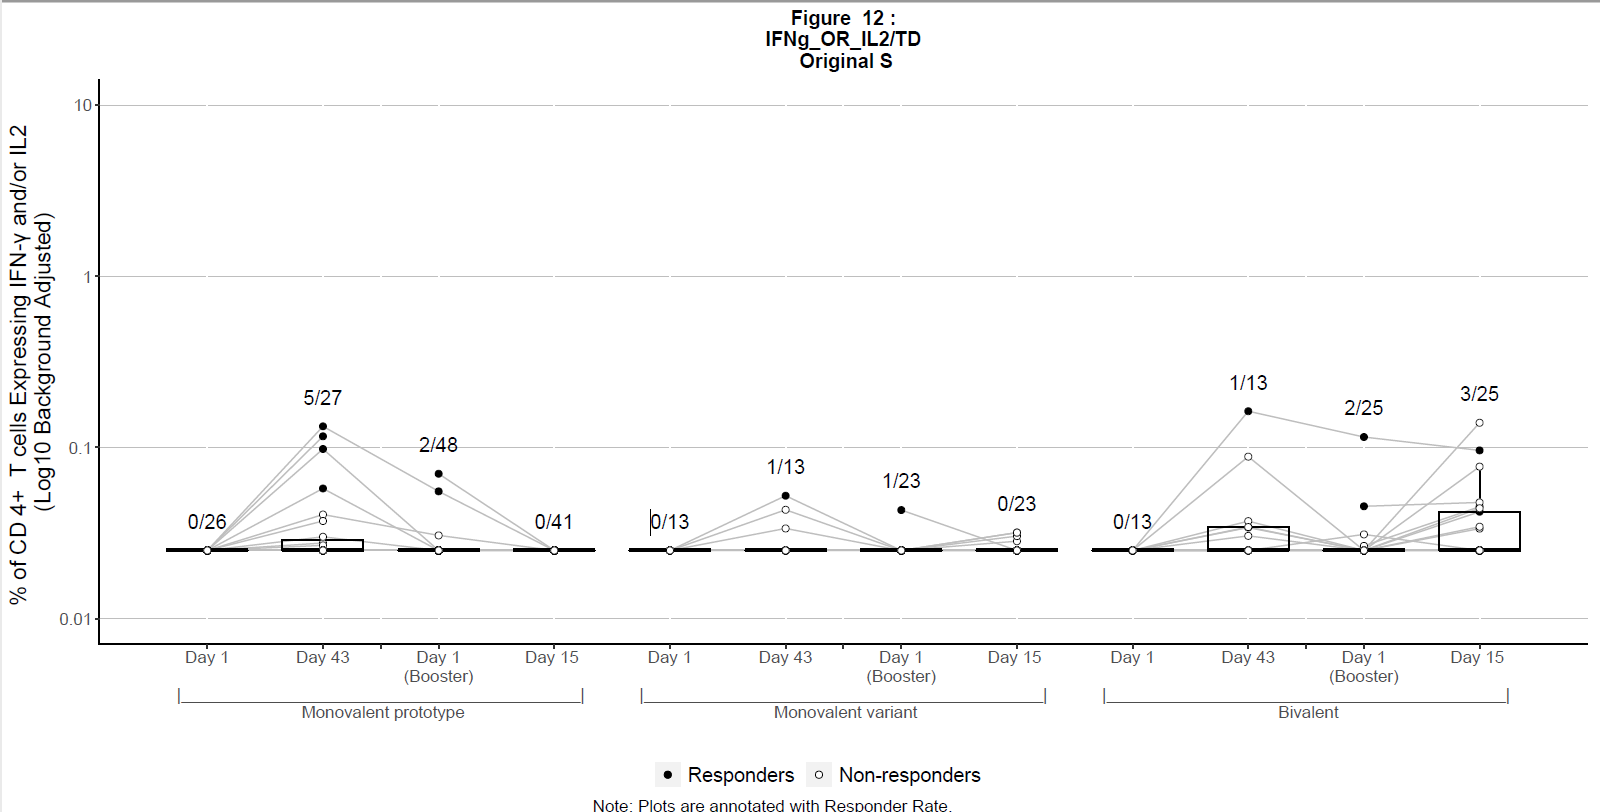 Figure 12 :
IFNg_OR_IL2/TD
Original S
% of CD 4+ T cells Expressing IFN-γ and/or IL2
(Log10 Background Adjusted)
10
1
0.1
0.01
0/26
5/27
2/48
0/41
0/13
1/13
1/23
0/23
0/13
1/13
2/25
3/25
Day 1
Day 43
Day 1
(Booster)
Day 15
Day 1
Day 43
Day 1
(Booster)
Day 15
Day 1
Day 43
Day 1
(Booster)
Day 15
Monovalent prototype
Monovalent variant
Bivalent
Responders
Non-responders
Note: Plots are annotated with Responder Rate.